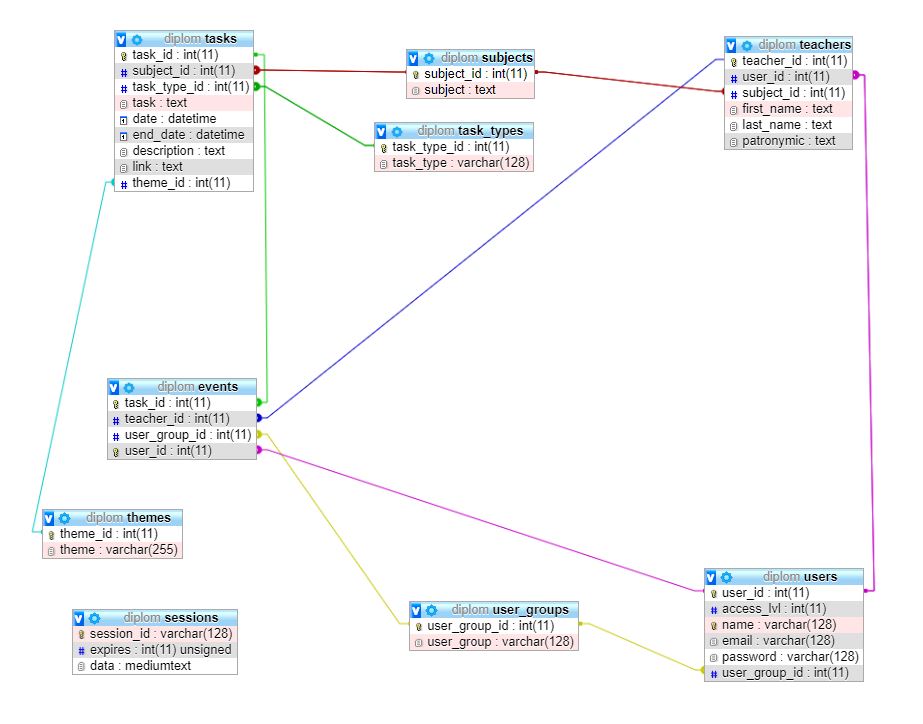 diplom tasks
task_id : int(11)
subject_id : int(11)
task_type_id : int(11)
task : text
date : datetime
end_date : datetime
description : text
link : text
theme_id : int(11)
diplom subjects
subject_id : int(11)
subject : text
diplom task_types
task_type_id : int(11)
task_type : varchar(128)
diplom teachers
teacher_id : int(11)
user_id : int(11)
subject_id : int(11)
first_name : text
last_name : text
patronymic : text
diplom events
task_id : int(11)
teacher_id : int(11)
user_group_id : int(11)
user_id : int(11)
diplom themes
theme_id : int(11)
theme : varchar(255)
diplom sessions
session_id : varchar(128)
expires : int(11) unsigned
data : mediumtext
diplom user_groups
user_group_id : int(11)
user_group : varchar(128)
diplom users
user_id : int(11)
access_lvl : int(11)
name : varchar(128)
email : varchar(128)
password : varchar(128)
user_group_id : int(11)